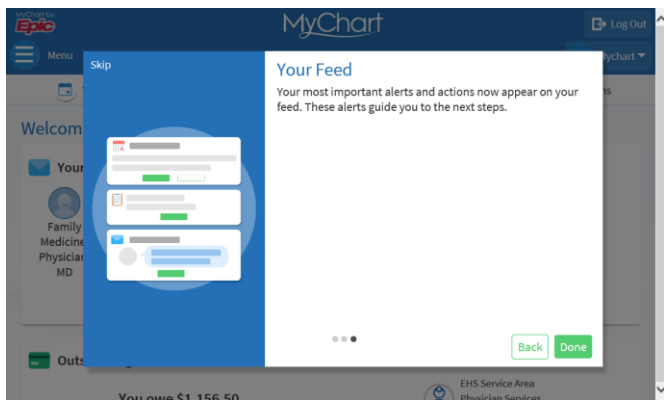 MyChart by
Epic
MyChart
Log Out
Menu
Mychart
Skip
Your Feed
Your most important alerts and actions now appear on your
feed. These alerts guide you to the next steps.
Welcom
Your
Family
Medicine
Physician
MD
Back
Done
Outs
You owe $1,156.50
EHS Service Area
Physician Services